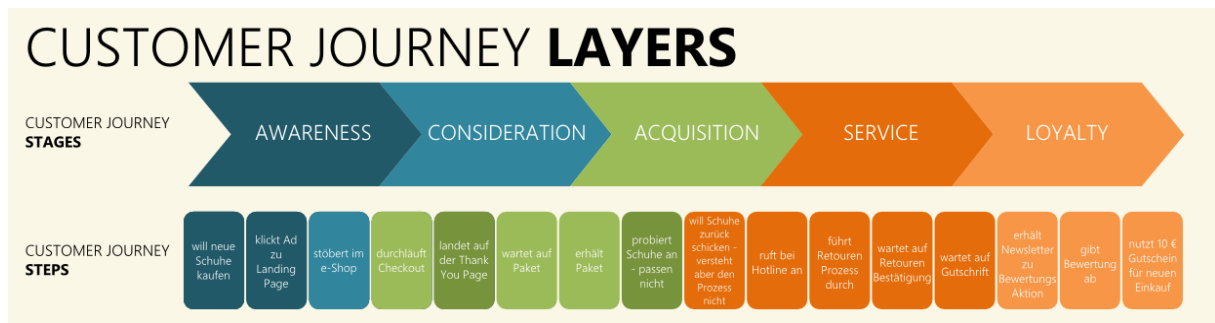 CUSTOMER JOURNEY LAYERS
CUSTOMER JOURNEY
STAGES
AWARENESS
CONSIDERATION
ACQUISITION
SERVICE
LOYALTY
CUSTOMER JOURNEY
STEPS
will neue
Schuhe
kaufen
klickt Ad
zu
Landing
Page
stöbert im
e-Shop
durchläuft
Checkout
landet auf
der Thank
You Page
wartet auf
Paket
erhält
Paket
probiert
Schuhe an
- passen
nicht
will Schuhe
zurück
schicken -
versteht
aber den
Prozess
nicht
ruft bei
Hotline an
führt
Retouren
Prozess
durch
wartet auf
Retouren
Bestätigung
wartet auf
Gutschrift
erhält
Newsletter
zu
Bewertungs
Aktion
gibt
Bewertung
ab
nutzt 10 €
Gutschein
für neuen
Einkauf